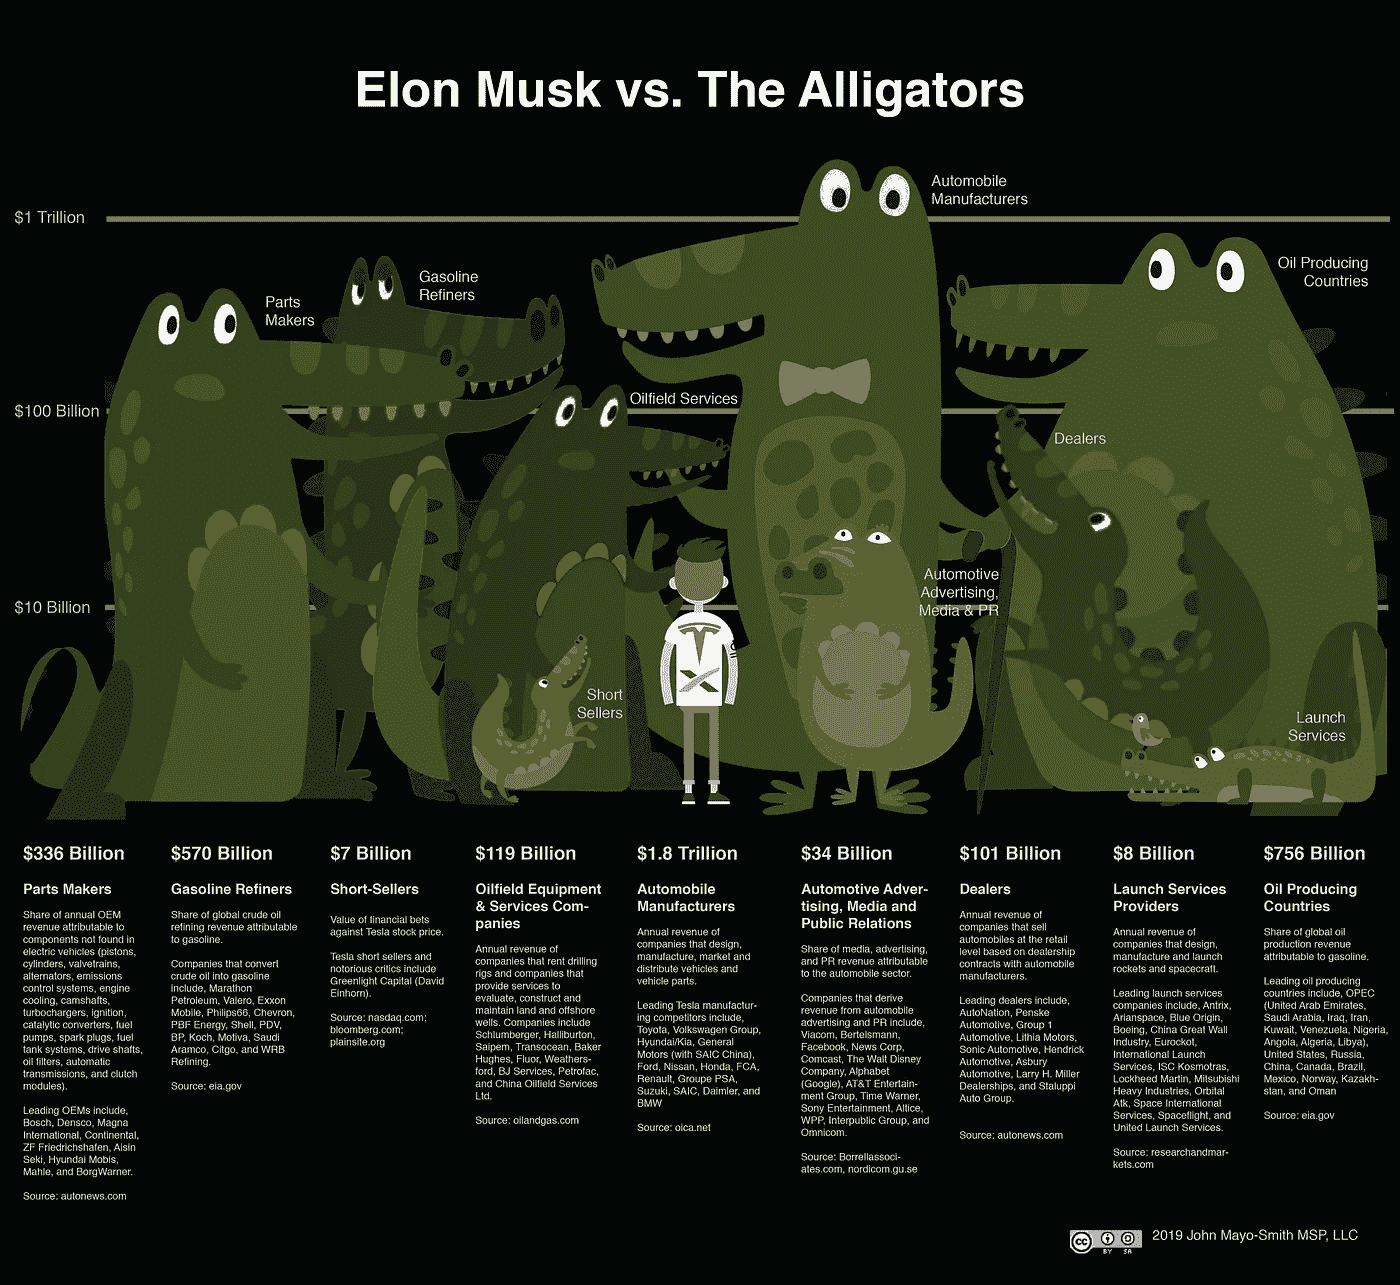 Elon Musk vs. The Alligators
Automobile
Manufacturers
$1 Trillion
Gasoline
Refiners
Oil Producing
Countries
Parts
Makers
Oilfield Services
$100 Billion
Dealers
Automotive
Advertising,
Media & PR
$10 Billion
Short
Sellers
Launch
Services
$336 Billion
Parts Makers
Share of annual OEM
revenue attributable to
components not found in
electric vehicles (pistons,
cylinders, valvetrains,
alternators, emissions
control systems, engine
cooling, camshafts,
turbochargers, ignition,
catalytic converters, fuel
pumps, spark plugs, fuel
tank systems, drive shafts,
oil filters, automatic
transmissions, and clutch
modules).
Leading OEMs include,
Bosch, Densco, Magna
International, Continental,
ZF Friedrichshafen, Aisin
Seki, Hyundai Mobis,
Mahle, and BorgWarner.
Source: autonews.com
$570 Billion
Gasoline Refiners
Share of global crude oil
refining revenue attributable
to gasoline.
Companies that convert
crude oil into gasoline
include, Marathon
Petroleum, Valero, Exxon
Mobile, Philips66, Chevron,
PBF Energy, Shell, PDV,
BP, Koch, Motiva, Saudi
Aramco, Citgo, and WRB
Refining.
Source: eia.gov
$7 Billion
Short-Sellers
Value of financial bets
against Tesla stock price.
Tesla short sellers and
notorious critics include
Greenlight Capital (David
Einhorn).
Source: nasdaq.com;
bloomberg.com;
plainsite.org
$119 Billion
Oilfield Equipment
& Services Com-
panies
Annual revenue of
companies that rent drilling
rigs and companies that
provide services to
evaluate, construct and
maintain land and offshore
wells. Companies include
Schlumberger, Halliburton,
Saipem, Transocean, Baker
Hughes, Fluor, Weathers-
ford, BJ Services, Petrofac,
and China Oilfield Services
Ltd.
Source: oilandgas.com
$1.8 Trillion
Automobile
Manufacturers
Annual revenue of
companies that design,
manufacture, market and
distribute vehicles and
vehicle parts.
Leading Tesla manufactur-
ing competitors include,
Toyota, Volkswagen Group,
Hyundai/Kia, General
Motors (with SAIC China),
Ford, Nissan, Honda, FCA,
Renault, Groupe PSA,
Suzuki, SAIC, Daimler, and
BMW
Source: oica.net
$34 Billion
Automotive Adver-
tising, Media and
Public Relations
Share of media, advertising,
and PR revenue attributable
to the automobile sector.
Companies that derive
revenue from automobile
advertising and PR include,
Viacom, Bertelsmann,
Facebook, News Corp,
Comcast, The Walt Disney
Company, Alphabet
(Google), AT&T Entertain-
ment Group, Time Warner,
Sony Entertainment, Altice,
WPP, Interpublic Group, and
Omnicom.
Source: Borrellassoci-
ates.com, nordicom.gu.se
$101 Billion
Dealers
Annual revenue of
companies that sell
automobiles at the retail
level based on dealership
contracts with automobile
manufacturers.
Leading dealers include,
AutoNation, Penske
Automotive, Group 1
Automotive, Lithia Motors,
Sonic Automotive, Hendrick
Automotive, Asbury
Automotive, Larry H. Miller
Dealerships, and Staluppi
Auto Group.
Source: autonews.com
$8 Billion
Launch Services
Providers
Annual revenue of
companies that design,
manufacture and launch
rockets and spacecraft.
Leading launch services
companies include, Antrix,
Arianspace, Blue Origin,
Boeing, China Great Wall
Industry, Eurockot,
International Launch
Services, ISC Kosmotras,
Lockheed Martin, Mitsubishi
Heavy Industries, Orbital
Atk, Space International
Services, Spaceflight, and
United Launch Services.
Source: researchandmar-
kets.com
$756 Billion
Oil Producing
Countries
Share of global oil
production revenue
attributable to gasoline.
Leading oil producing
countries include, OPEC
(United Arab Emirates,
Saudi Arabia, Iraq, Iran,
Kuwait, Venezuela, Nigeria,
Angola, Algeria, Libya),
United States, Russia,
China, Canada, Brazil,
Mexico, Norway, Kazakh-
stan, and Oman
Source: eia.gov
cc BY SA
2019 John Mayo-Smith MSP, LLC